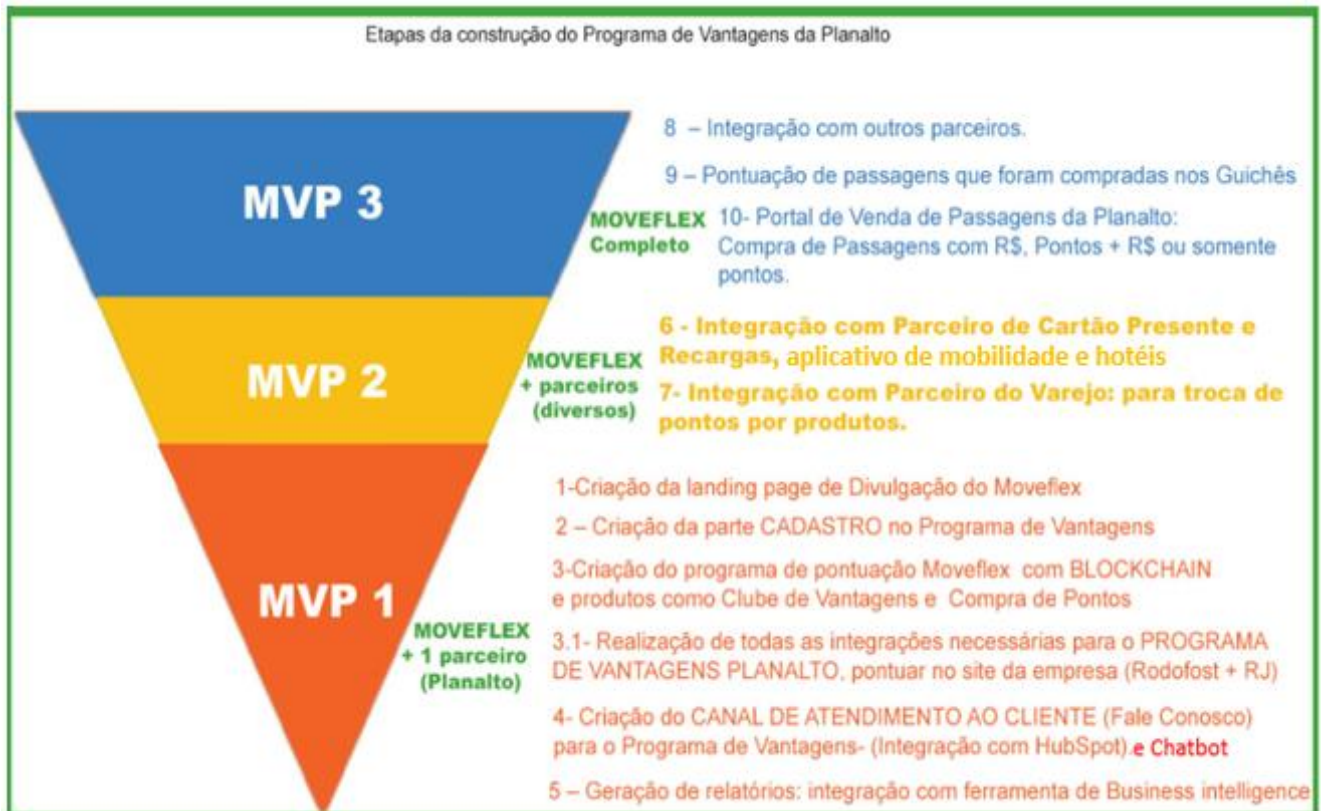 Etapas da construção do Programa de Vantagens da Planalto
MVP 3
8 – Integração com outros parceiros.
9 – Pontuação de passagens que foram compradas nos Guichês
MOVEFLEX
Completo
10- Portal de Venda de Passagens da Planalto:
Compra de Passagens com R$, Pontos + R$ ou somente
pontos.
MVP 2
MOVEFLEX
+ parceiros
(diversos)
6 - Integração com Parceiro de Cartão Presente e
Recargas, aplicativo de mobilidade e hotéis
7- Integração com Parceiro do Varejo: para troca de
pontos por produtos.
MVP 1
MOVEFLEX
+ 1 parceiro
(Planalto)
1-Criação da landing page de Divulgação do Moveflex
2 – Criação da parte CADASTRO no Programa de Vantagens
3-Criação do programa de pontuação Moveflex com BLOCKCHAIN
e produtos como Clube de Vantagens e Compra de Pontos
3.1- Realização de todas as integrações necessárias para o PROGRAMA
DE VANTAGENS PLANALTO, pontuar no site da empresa (Rodofost + RJ)
4- Criação do CANAL DE ATENDIMENTO AO CLIENTE (Fale Conosco)
para o Programa de Vantagens- (Integração com HubSpot).e Chatbot
5 – Geração de relatórios: integração com ferramenta de Business intelligence